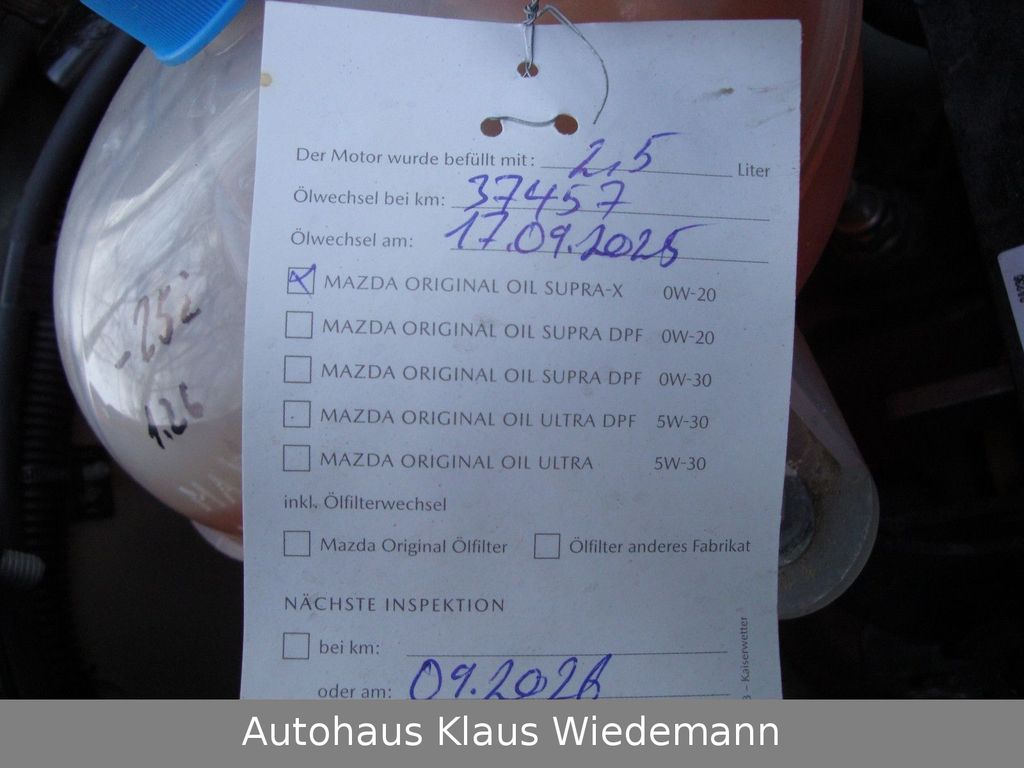 Der Motor wurde befüllt mit: 2,5 Liter
Ölwechsel bei km: 37457
Ölwechsel am: 17.09.2025
MAZDA ORIGINAL OIL SUPRA-X 0W-20
MAZDA ORIGINAL OIL SUPRA DPF 0W-20
MAZDA ORIGINAL OIL SUPRA DPF 0W-30
MAZDA ORIGINAL OIL ULTRA DPF 5W-30
MAZDA ORIGINAL OIL ULTRA 5W-30
inkl. Ölfilterwechsel
Mazda Original Ölfilter Ölfilter anderes Fabrikat
NÄCHSTE INSPEKTION
bei km:
oder am: 09.2026
– Kaiserwetter
-25
1.26
Autohaus Klaus Wiedemann